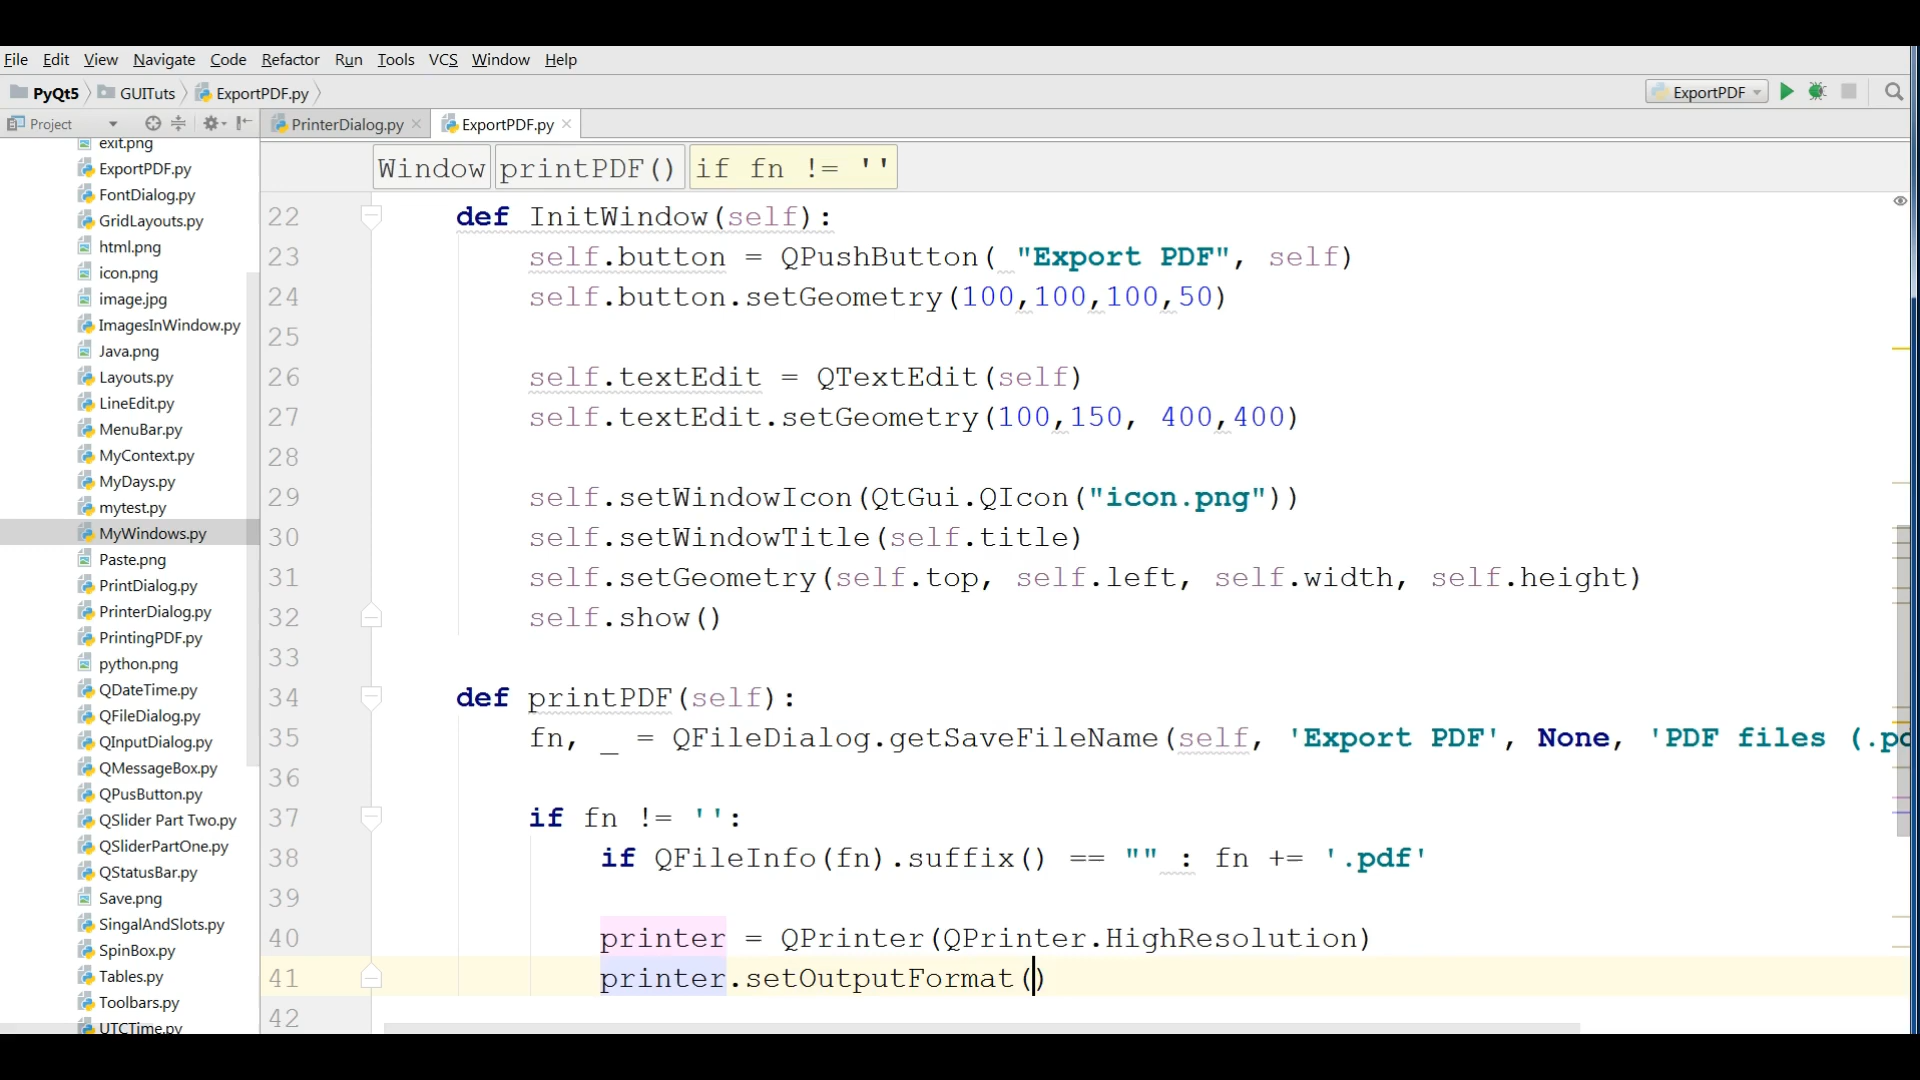 File Edit View Navigate Code Refactor Run Tools VCS Window Help
PyQt5 GUITuts ExportPDF.py ExportPDF
Project PrinterDialog.py ExportPDF.py
Window printPDF() if fn != ''
exit.png
ExportPDF.py
FontDialog.py
GridLayouts.py
html.png
icon.png
image.jpg
ImagesInWindow.py
Java.png
Layouts.py
LineEdit.py
MenuBar.py
MyContext.py
MyDays.py
mytest.py
MyWindows.py
Paste.png
PrintDialog.py
PrinterDialog.py
PrintingPDF.py
python.png
QDateTime.py
QFileDialog.py
QInputDialog.py
QMessageBox.py
QPusButton.py
QSlider Part Two.py
QSliderPartOne.py
QStatusBar.py
Save.png
SingalAndSlots.py
SpinBox.py
Tables.py
Toolbars.py
UTCTime.py
22 def InitWindow(self):
23 self.button = QPushButton( "Export PDF", self)
24 self.button.setGeometry(100,100,100,50)
25
26 self.textEdit = QTextEdit(self)
27 self.textEdit.setGeometry(100,150, 400,400)
28
29 self.setWindowIcon(QtGui.QIcon("icon.png"))
30 self.setWindowTitle(self.title)
31 self.setGeometry(self.top, self.left, self.width, self.height)
32 self.show()
33
34 def printPDF(self):
35 fn, _ = QFileDialog.getSaveFileName(self, 'Export PDF', None, 'PDF files (.pd
36
37 if fn != '':
38 if QFileInfo(fn).suffix() == "" : fn += '.pdf'
39
40 printer = QPrinter(QPrinter.HighResolution)
41 printer.setOutputFormat()
42